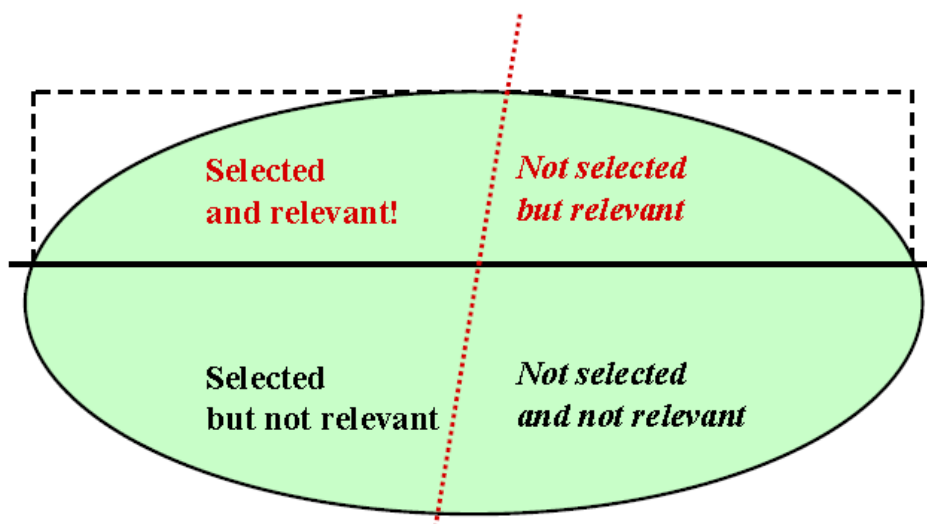 Selected
and relevant!
Not selected
but relevant
Selected
but not relevant
Not selected
and not relevant